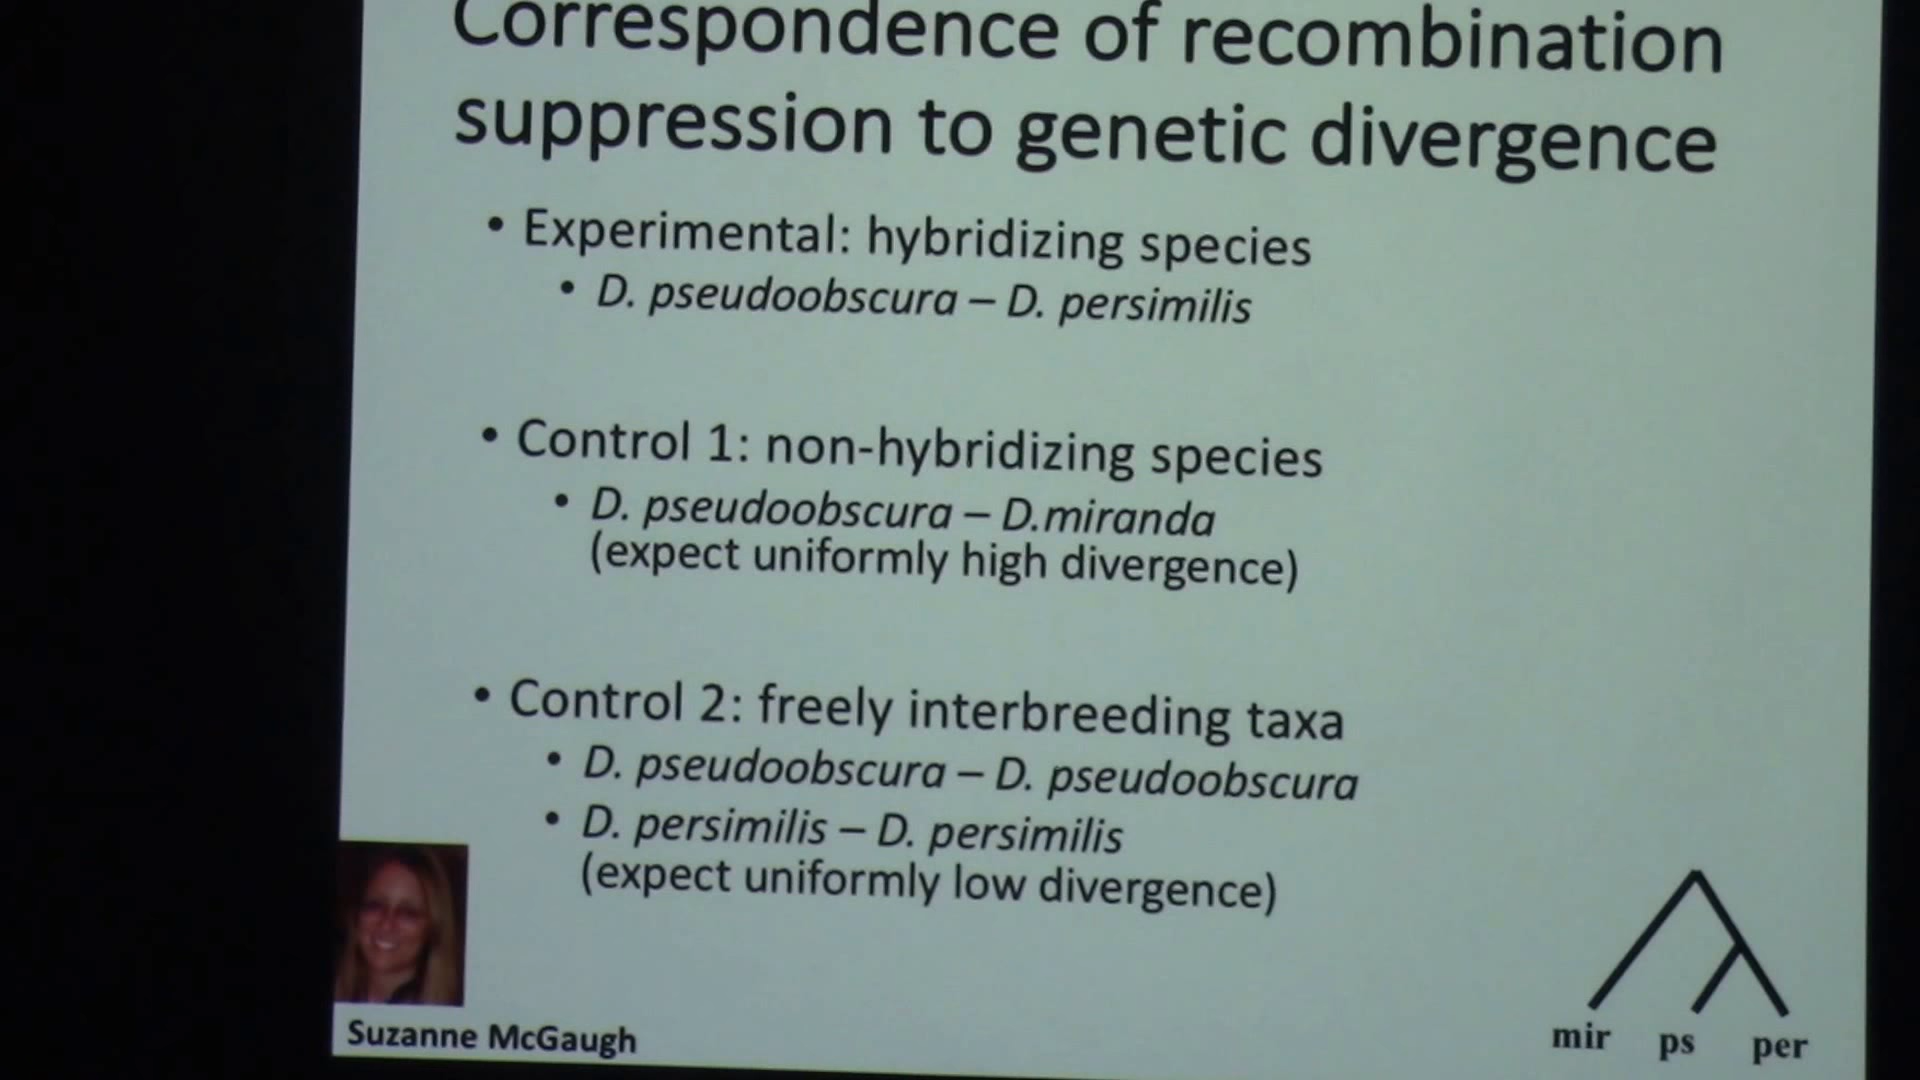 Correspondence of recombination
suppression to genetic divergence
• Experimental: hybridizing species
• D. pseudoobscura – D. persimilis
• Control 1: non-hybridizing species
• D. pseudoobscura – D.miranda
(expect uniformly high divergence)
• Control 2: freely interbreeding taxa
• D. pseudoobscura – D. pseudoobscura
• D. persimilis – D. persimilis
(expect uniformly low divergence)
Suzanne McGaugh
mir ps per